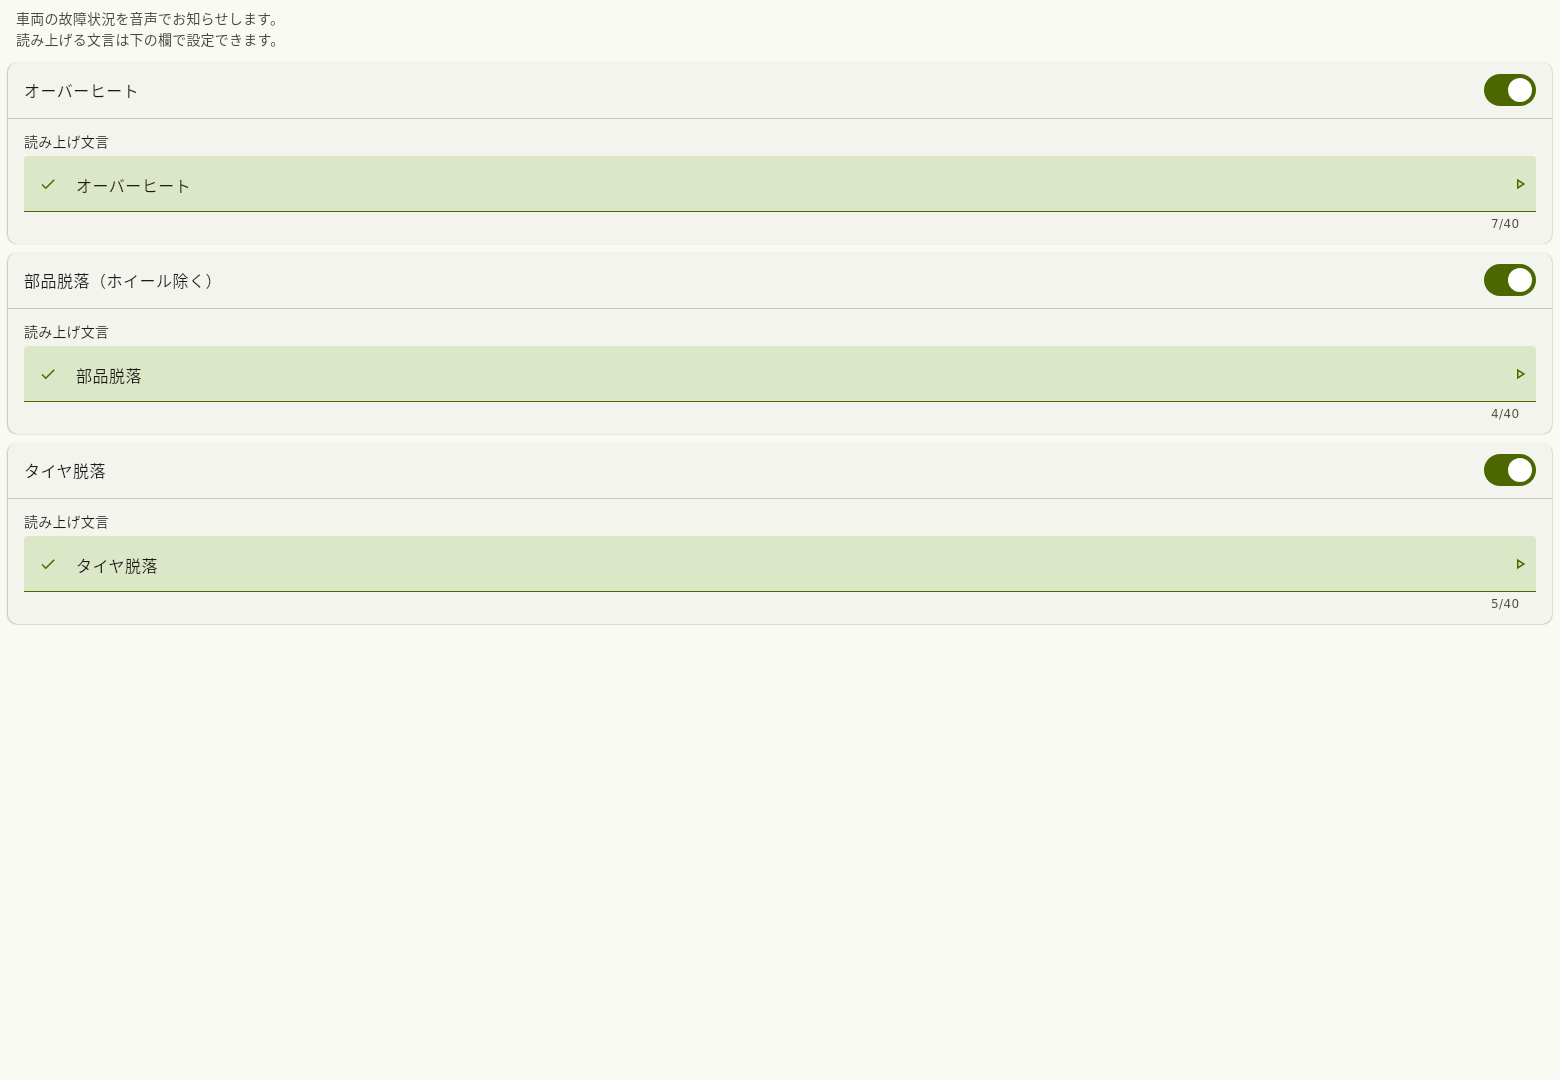 車両の故障状況を音声でお知らせします。
読み上げる文言は下の欄で設定できます。
オーバーヒート
読み上げ文言
オーバーヒート
7/40
部品脱落（ホイール除く）
読み上げ文言
部品脱落
4/40
タイヤ脱落
読み上げ文言
タイヤ脱落
5/40